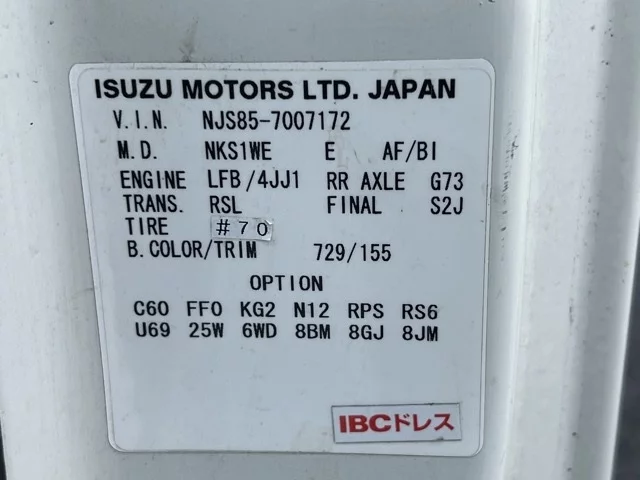 ISUZU MOTORS LTD. JAPAN
V.I.N. NJS85-7007172
M.D. NKS1WE E AF/BI
ENGINE LFB/4JJ1 RR AXLE G73
TRANS. RSL FINAL S2J
TIRE #70
B.COLOR/TRIM 729/155
OPTION
C60 FF0 KG2 N12 RPS RS6
U69 25W 6WD 8BM 8GJ 8JM
IBCドレス